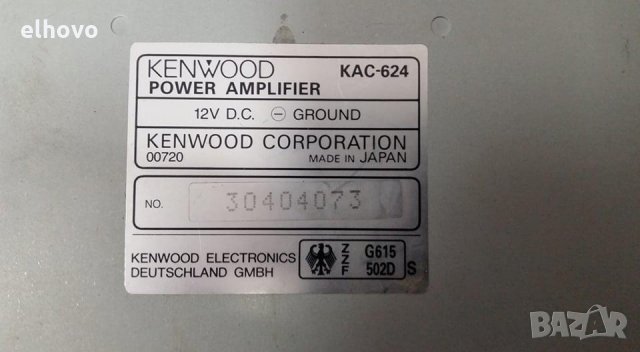 elhovo
KENWOOD KAC-624
POWER AMPLIFIER
12V D.C. ⊖ GROUND
KENWOOD CORPORATION
00720 MADE IN JAPAN
NO. 30404073
KENWOOD ELECTRONICS
DEUTSCHLAND GMBH
ZZF
G615
502D S
BAZAR